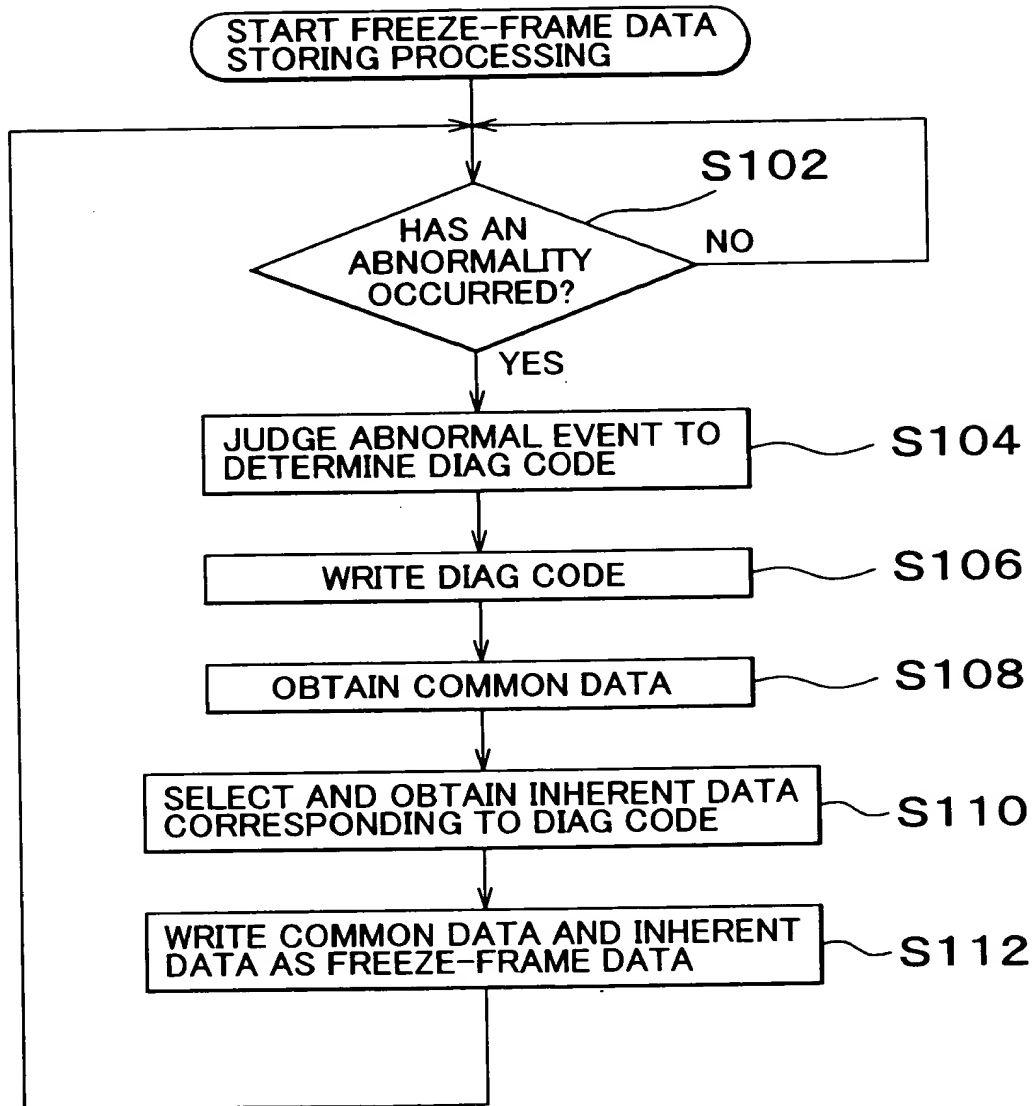 START FREEZE-FRAME DATA
STORING PROCESSING
S102
HAS AN
ABNORMALITY
OCCURRED?
NO
YES
JUDGE ABNORMAL EVENT TO
DETERMINE DIAG CODE
S104
WRITE DIAG CODE
S106
OBTAIN COMMON DATA
S108
SELECT AND OBTAIN INHERENT DATA
CORRESPONDING TO DIAG CODE
S110
WRITE COMMON DATA AND INHERENT
DATA AS FREEZE-FRAME DATA
S112